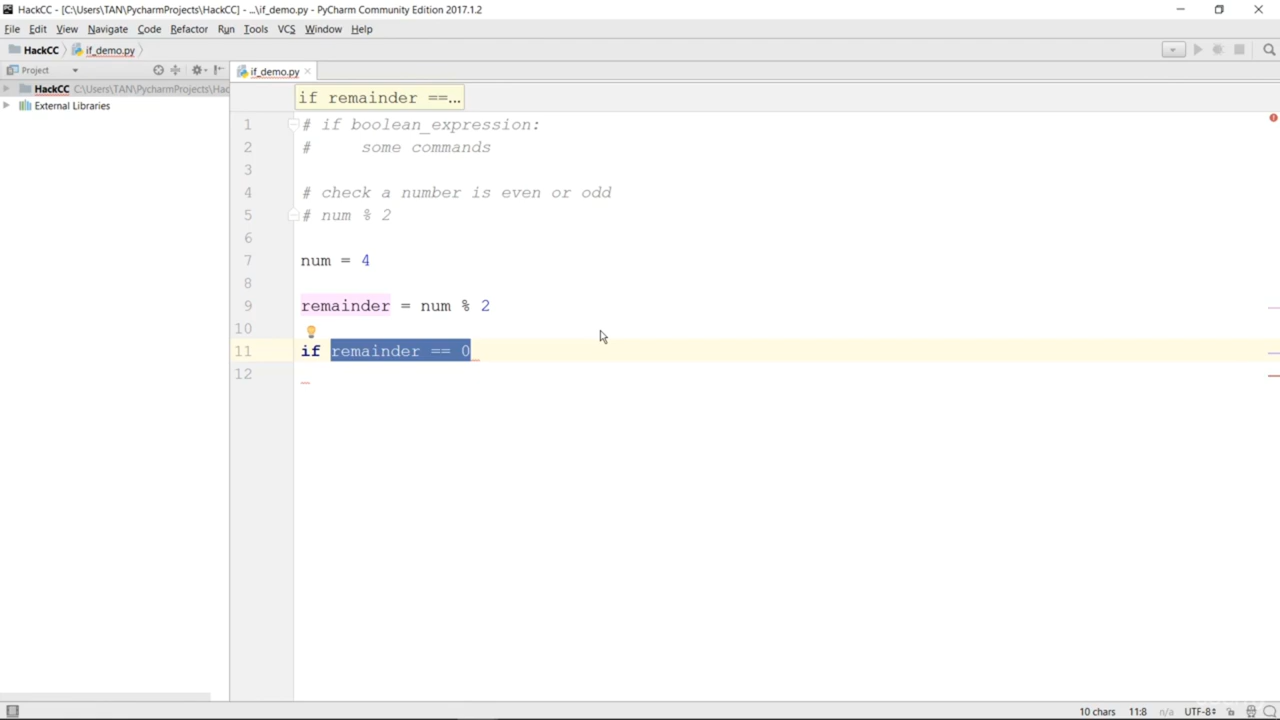 HackCC - [C:\Users\TAN\PycharmProjects\HackCC] - ...\if_demo.py - PyCharm Community Edition 2017.1.2
File Edit View Navigate Code Refactor Run Tools VCS Window Help
HackCC if_demo.py
Project if_demo.py
HackCC C:\Users\TAN\PycharmProjects\Hac
External Libraries
if remainder ==...
1 # if boolean_expression:
2 #     some commands
3
4 # check a number is even or odd
5 # num % 2
6
7 num = 4
8
9 remainder = num % 2
10
11 if remainder == 0
12
10 chars 11:8 n/a UTF-8